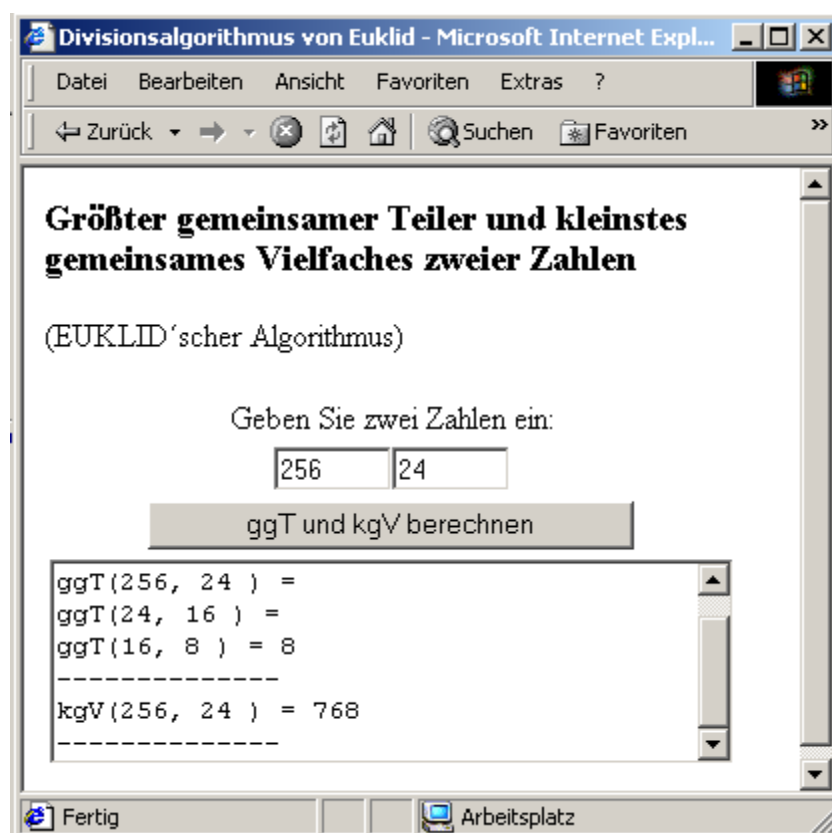 Divisionsalgorithmus von Euklid - Microsoft Internet Expl...
Datei Bearbeiten Ansicht Favoriten Extras ?
Zurück Suchen Favoriten »
Größter gemeinsamer Teiler und kleinstes
gemeinsames Vielfaches zweier Zahlen
(EUKLID´scher Algorithmus)
Geben Sie zwei Zahlen ein:
256 24
ggT und kgV berechnen
ggT(256, 24 ) =
ggT(24, 16 ) =
ggT(16, 8 ) = 8
--------------
kgV(256, 24 ) = 768
--------------
Fertig Arbeitsplatz